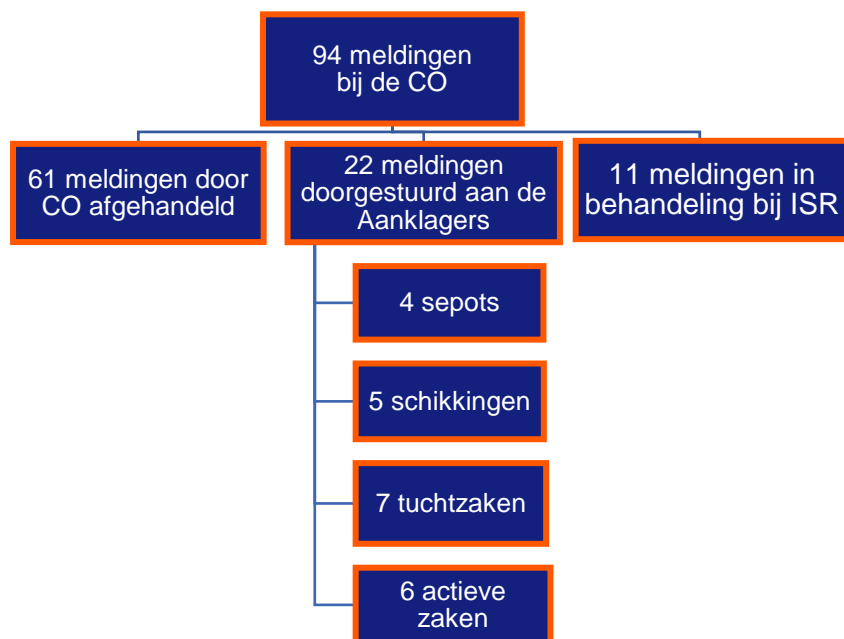 94 meldingen
bij de CO
61 meldingen door
CO afgehandeld
22 meldingen
doorgestuurd aan de
Aanklagers
11 meldingen in
behandeling bij ISR
4 sepots
5 schikkingen
7 tuchtzaken
6 actieve
zaken